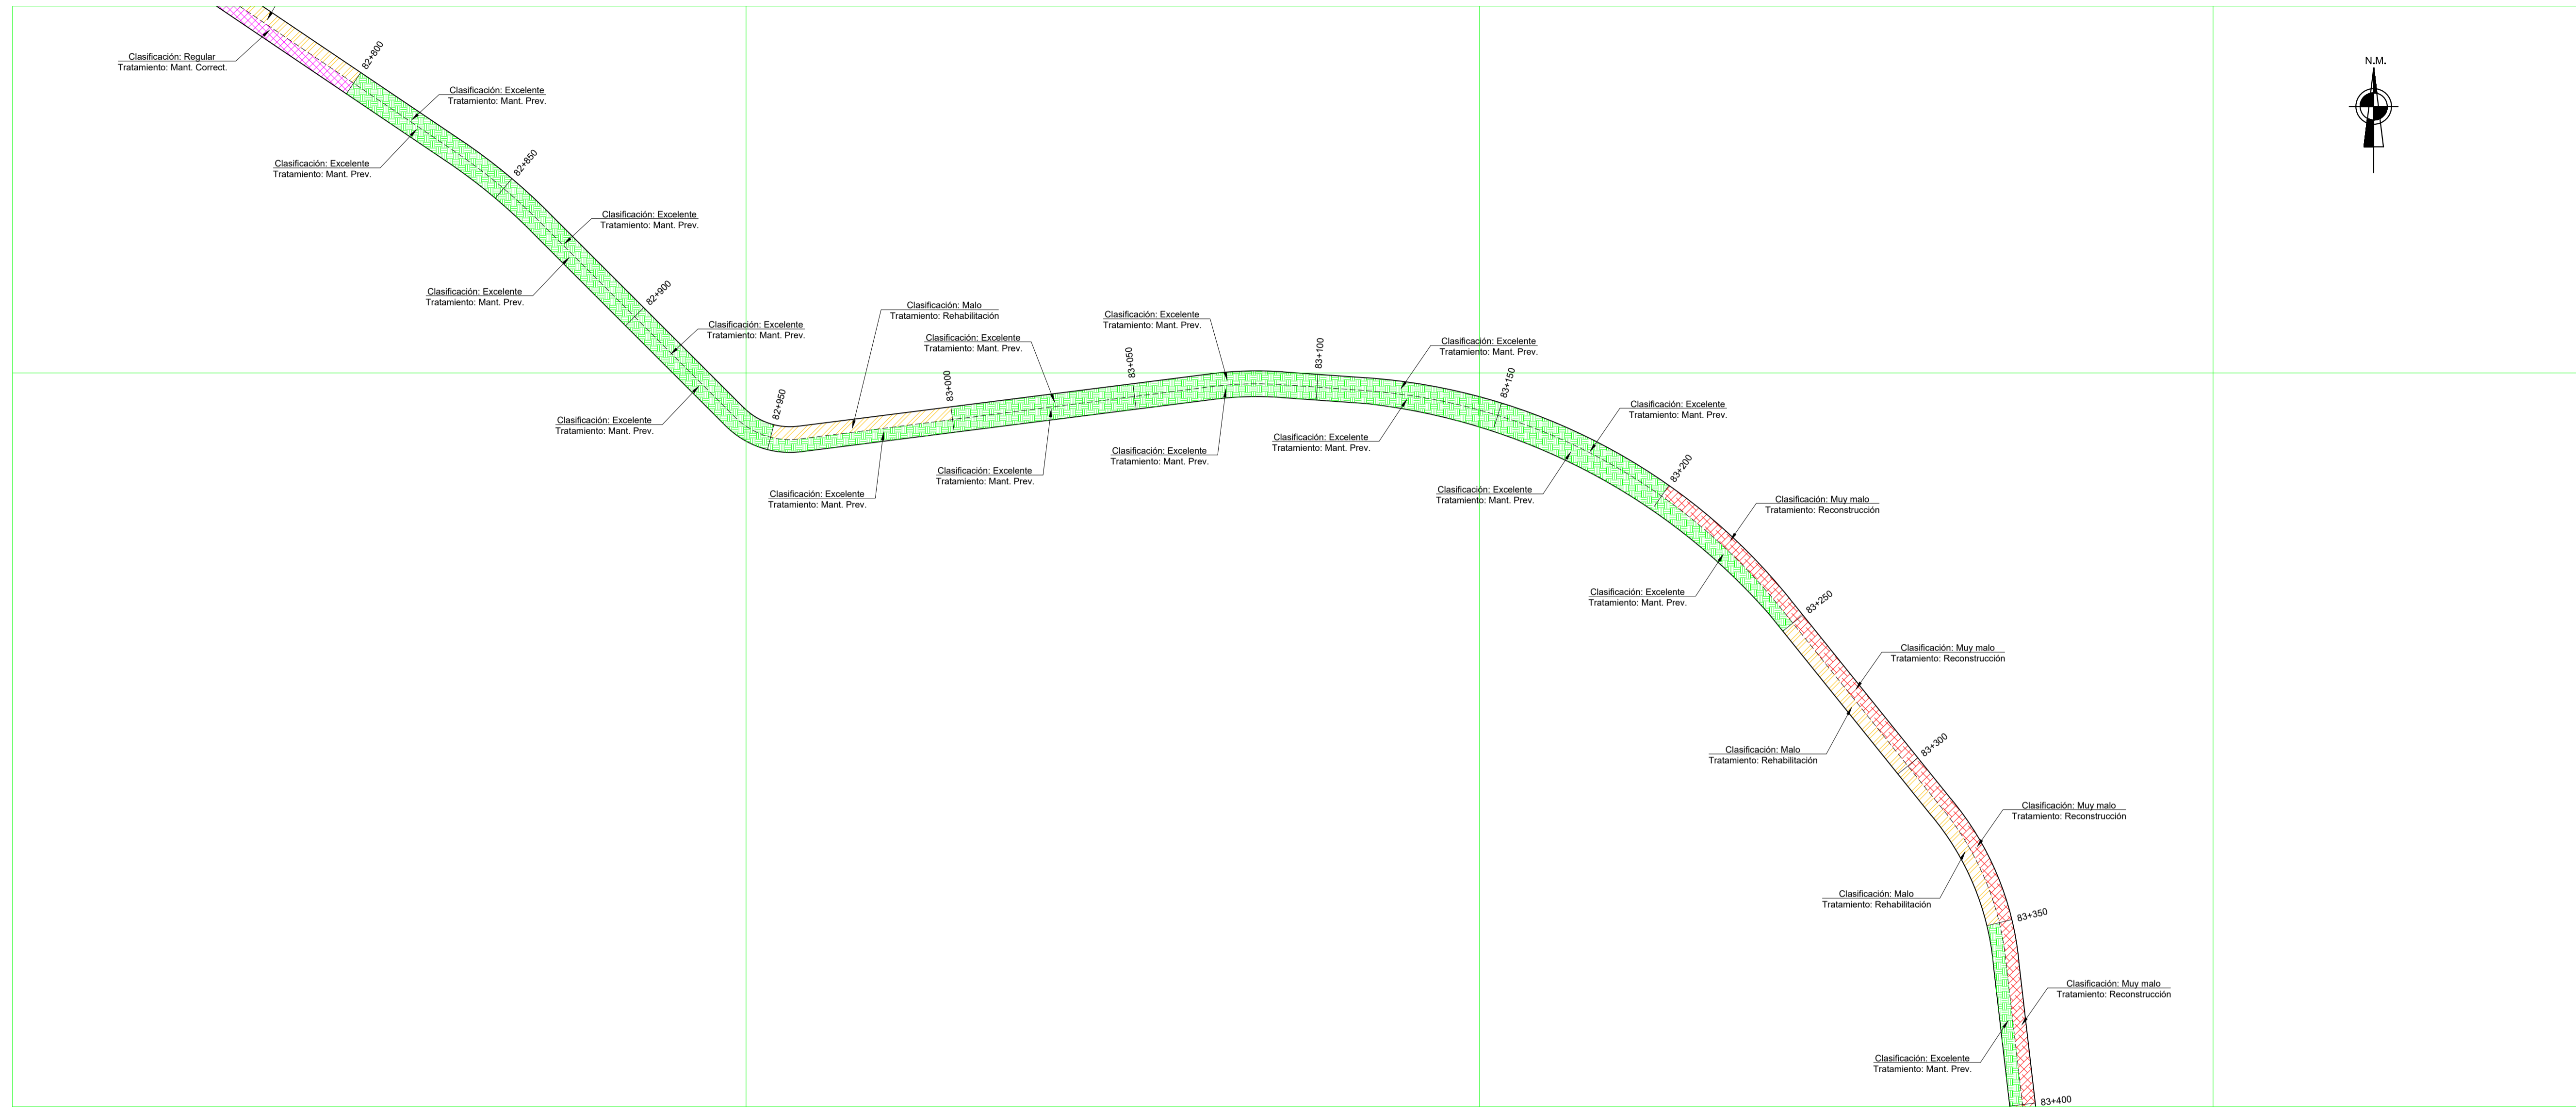 N.M.
82+800
Clasificación: Regular
Tratamiento: Mant. Correct.
Clasificación: Excelente
Tratamiento: Mant. Prev.
Clasificación: Excelente
Tratamiento: Mant. Prev.
82+850
Clasificación: Excelente
Tratamiento: Mant. Prev.
Clasificación: Excelente
Tratamiento: Mant. Prev.
82+900
Clasificación: Excelente
Tratamiento: Mant. Prev.
Clasificación: Excelente
Tratamiento: Mant. Prev.
82+950
Clasificación: Malo
Tratamiento: Rehabilitación
Clasificación: Excelente
Tratamiento: Mant. Prev.
83+000
Clasificación: Excelente
Tratamiento: Mant. Prev.
Clasificación: Excelente
Tratamiento: Mant. Prev.
83+050
Clasificación: Excelente
Tratamiento: Mant. Prev.
Clasificación: Excelente
Tratamiento: Mant. Prev.
83+100
Clasificación: Excelente
Tratamiento: Mant. Prev.
Clasificación: Excelente
Tratamiento: Mant. Prev.
83+150
Clasificación: Excelente
Tratamiento: Mant. Prev.
Clasificación: Excelente
Tratamiento: Mant. Prev.
83+200
Clasificación: Muy malo
Tratamiento: Reconstrucción
Clasificación: Excelente
Tratamiento: Mant. Prev.
83+250
Clasificación: Muy malo
Tratamiento: Reconstrucción
Clasificación: Malo
Tratamiento: Rehabilitación
83+300
Clasificación: Muy malo
Tratamiento: Reconstrucción
Clasificación: Malo
Tratamiento: Rehabilitación
83+350
Clasificación: Muy malo
Tratamiento: Reconstrucción
Clasificación: Excelente
Tratamiento: Mant. Prev.
83+400